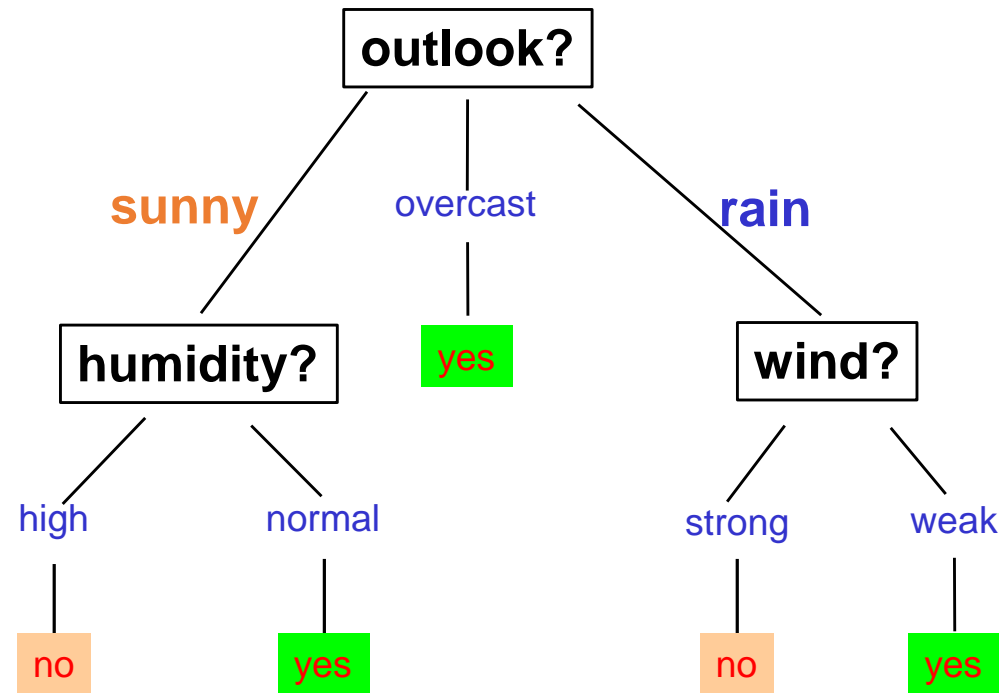 outlook?
sunny
overcast
rain
humidity?
yes
wind?
high
normal
strong
weak
no
yes
no
yes